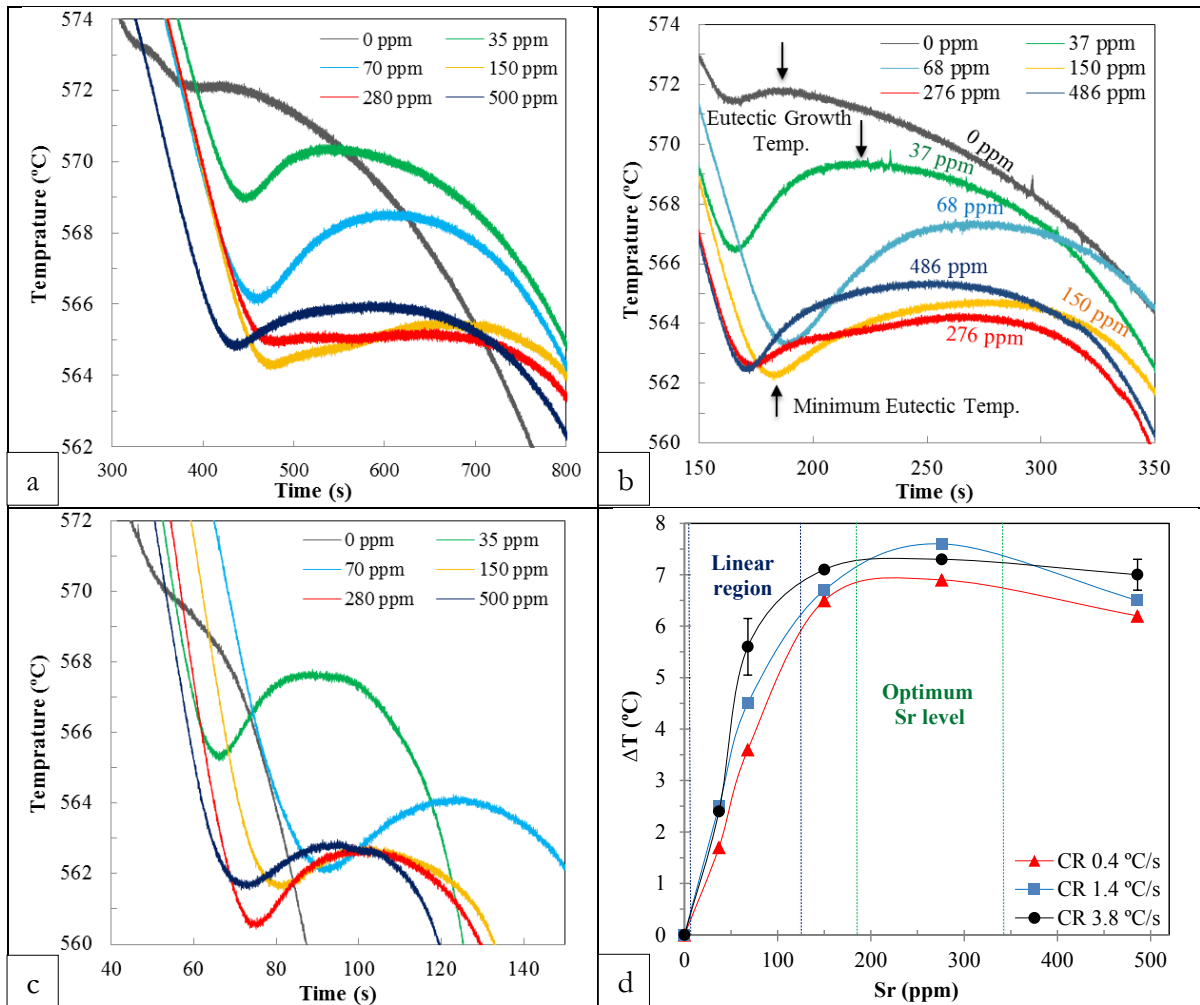 574
572
570
568
566
564
562
Temprature (ºC)
0 ppm
35 ppm
70 ppm
150 ppm
280 ppm
500 ppm
300
400
500
600
700
800
Time (s)
a
574
572
570
568
566
564
562
560
Temprature (ºC)
0 ppm
37 ppm
68 ppm
150 ppm
276 ppm
486 ppm
Eutectic Growth
Temp.
0 ppm
37 ppm
68 ppm
486 ppm
150 ppm
276 ppm
Minimum Eutectic Temp.
150
200
250
300
350
Time (s)
b
572
570
568
566
564
562
560
Temprature (ºC)
0 ppm
35 ppm
70 ppm
150 ppm
280 ppm
500 ppm
40
60
80
100
120
140
Time (s)
c
8
7
6
5
4
3
2
1
0
ΔT (ºC)
Linear
region
Optimum
Sr level
CR 0.4 ºC/s
CR 1.4 ºC/s
CR 3.8 ºC/s
0
100
200
300
400
500
Sr (ppm)
d